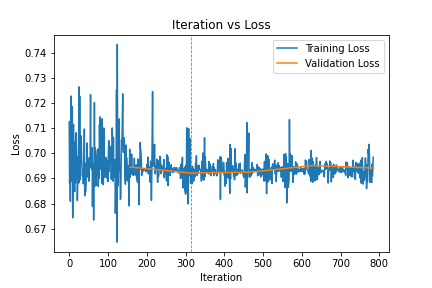 Iteration vs Loss
Training Loss
Validation Loss
0.74
0.73
0.72
0.71
0.70
0.69
0.68
0.67
Loss
0 100 200 300 400 500 600 700 800
Iteration